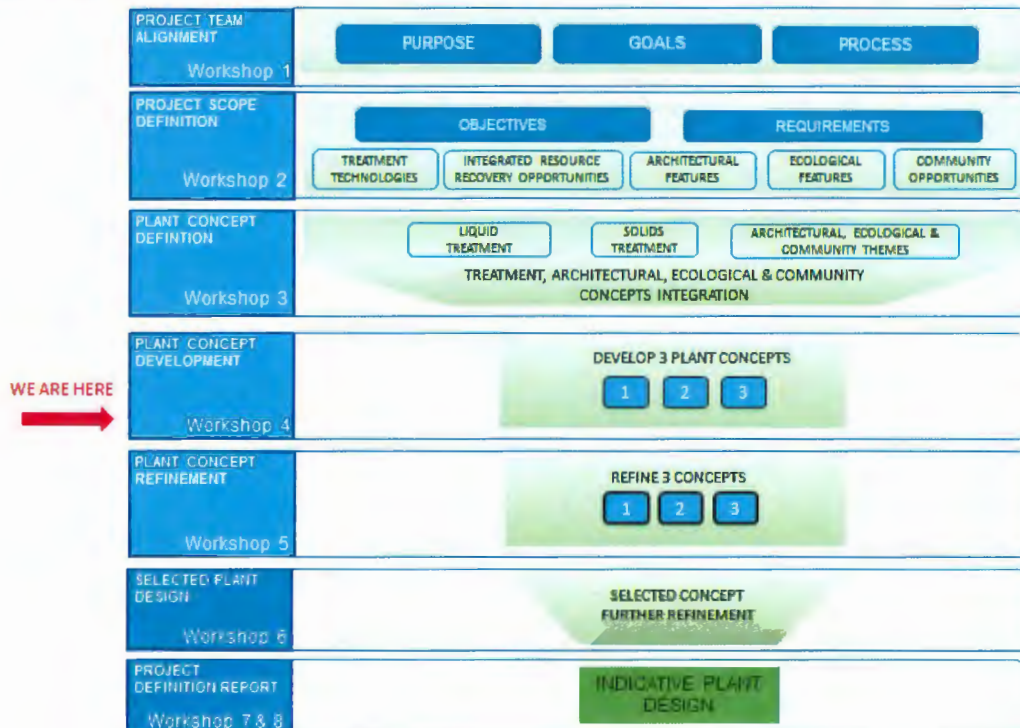 PROJECT TEAM
ALIGNMENT
Workshop 1
PURPOSE
GOALS
PROCESS
PROJECT SCOPE
DEFINITION
Workshop 2
OBJECTIVES
REQUIREMENTS
TREATMENT
TECHNOLOGIES
INTEGRATED RESOURCE
RECOVERY OPPORTUNITIES
ARCHITECTURAL
FEATURES
ECOLOGICAL
FEATURES
COMMUNITY
OPPORTUNITIES
PLANT CONCEPT
DEFINTION
Workshop 3
LIQUID
TREATMENT
SOLIDS
TREATMENT
ARCHITECTURAL, ECOLOGICAL &
COMMUNITY THEMES
TREATMENT, ARCHITECTURAL, ECOLOGICAL & COMMUNITY
CONCEPTS INTEGRATION
WE ARE HERE
PLANT CONCEPT
DEVELOPMENT
Workshop 4
DEVELOP 3 PLANT CONCEPTS
1 2 3
PLANT CONCEPT
REFINEMENT
Workshop 5
REFINE 3 CONCEPTS
1 2 3
SELECTED PLANT
DESIGN
Workshop 6
SELECTED CONCEPT
FURTHER REFINEMENT
PROJECT
DEFINITION REPORT
Workshop 7 & 8
INDICATIVE PLANT
DESIGN